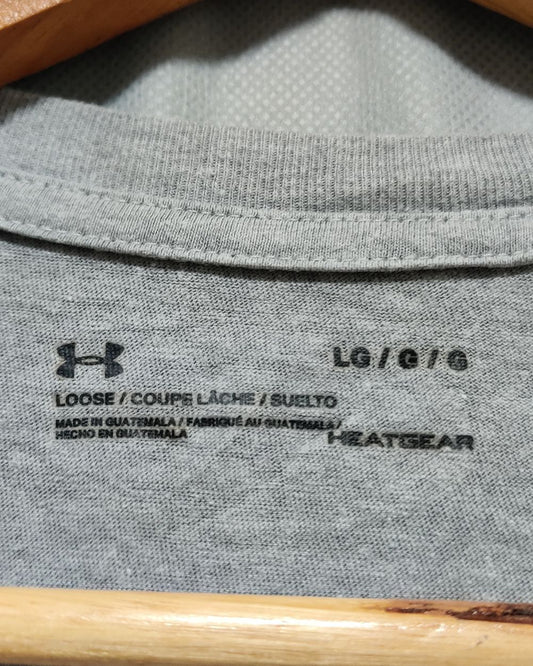 LG / G / G
LOOSE / COUPE LÂCHE / SUELTO
MADE IN GUATEMALA / FABRIQUÉ AU GUATEMALA /
HECHO EN GUATEMALA
HEATGEAR